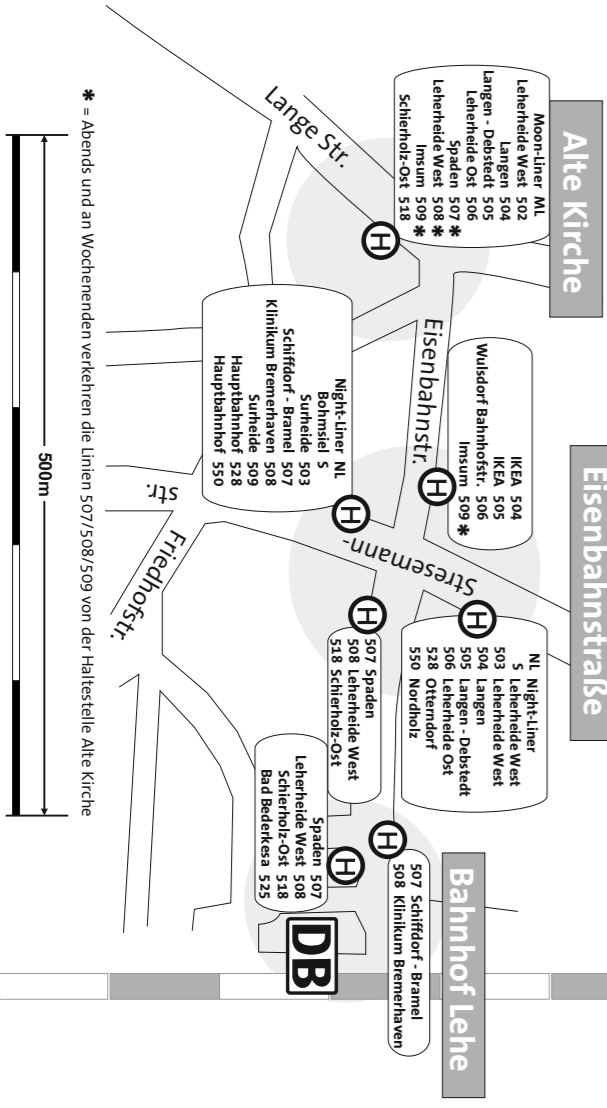 Alte Kirche
Moon-Liner ML
Leherheide West 502
Langen 504
Langen - Debstedt 505
Leherheide Ost 506
Spaden 507*
Leherheide West 508*
Imsum 509*
Schierholz-Ost 518
H
Lange Str.
Eisenbahnstraße
IKEA 504
IKEA 505
Wulsdorf Bahnhofstr. 506
Imsum 509*
H
Eisenbahnstr.
Night-Liner NL
Bohmsiel S
Surheide 503
Schiffdorf - Bramel 507
Klinikum Bremerhaven 508
Surheide 509
Hauptbahnhof 528
Hauptbahnhof 550
H
Stresemann-
str.
Friedhofstr.
NL Night-Liner
S Leherheide West
503 Leherheide West
504 Langen
505 Langen - Debstedt
506 Leherheide Ost
528 Otterndorf
550 Nordholz
H
507 Spaden
508 Leherheide West
518 Schierholz-Ost
H
Bahnhof Lehe
507 Schiffdorf - Bramel
508 Klinikum Bremerhaven
H
Spaden 507
Leherheide West 508
Schierholz-Ost 518
Bad Bederkesa 525
H
DB
* = Abends und an Wochenenden verkehren die Linien 507/508/509 von der Haltestelle Alte Kirche
500m